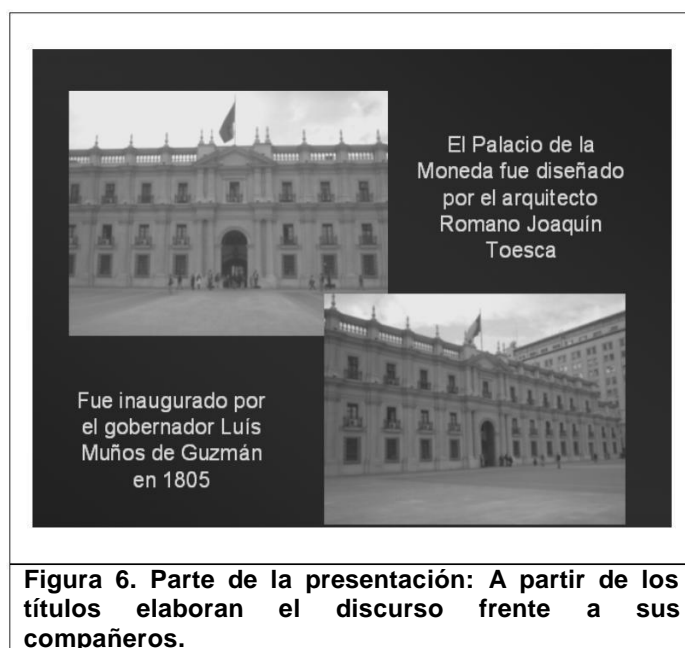 El Palacio de la
Moneda fue diseñado
por el arquitecto
Romano Joaquín
Toesca
Fue inaugurado por
el gobernador Luís
Muños de Guzmán
en 1805
Figura 6. Parte de la presentación: A partir de los
títulos elaboran el discurso frente a sus
compañeros.